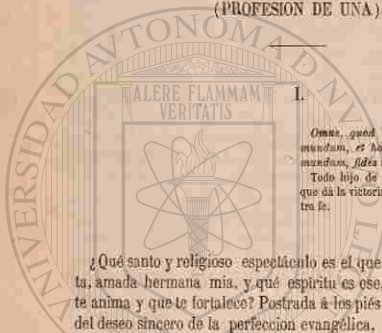 (PROFESION DE UNA)
I.
Omne, quod
mundum, et
mundum, fides
Todo hijo de
que dá la victoria
tra fe.
¿Qué santo y religioso espectáculo es el que
ta, amada hermana mia, y qué espíritu es ese,
te anima y que te fortalece? Postrada á los piés
del deseo sincero de la perfeccion evangélica,
ALERE FLAMMAM
VERITATIS